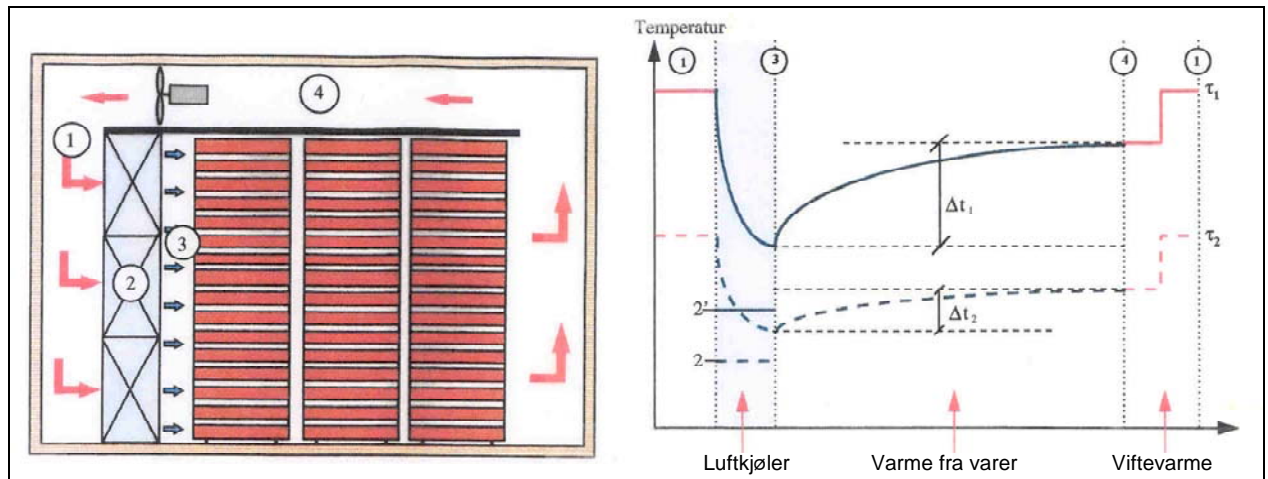 4
1
3
2
Temperatur
1
3
4
1
τ₁
Δt₁
τ₂
2'
Δt₂
2
Luftkjøler
Varme fra varer
Viftevarme